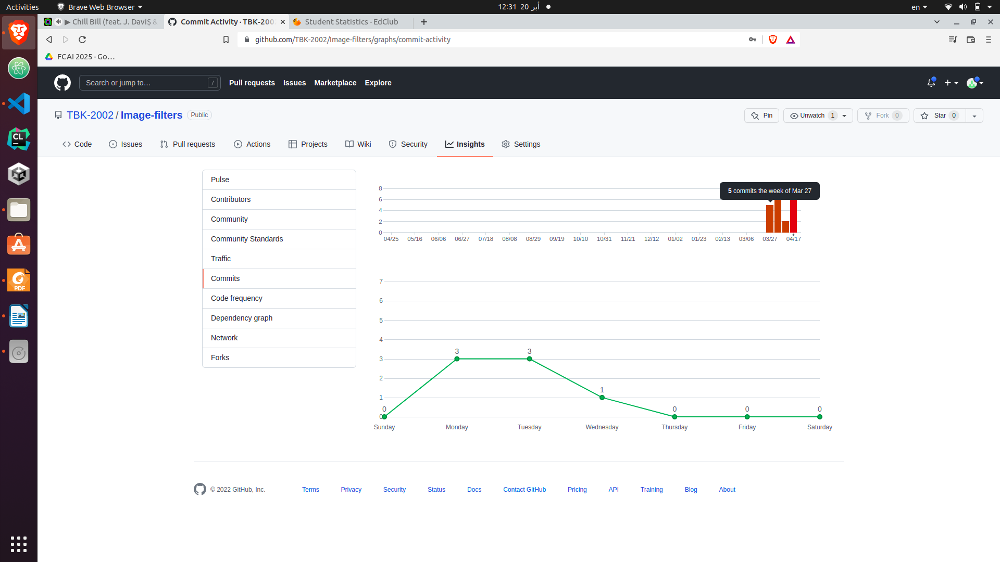 Activities
Brave Web Browser
20 أبر 12:31
en
▶ Chill Bill (feat. J. Davi$ &
Commit Activity · TBK-200
Student Statistics - EdClub
github.com/TBK-2002/Image-filters/graphs/commit-activity
FCAI 2025 - Go…
Search or jump to…
/
Pull requests
Issues
Marketplace
Explore
TBK-2002 / Image-filters
Public
Pin
Unwatch 1
Fork 0
Star 0
Code
Issues
Pull requests
Actions
Projects
Wiki
Security
Insights
Settings
Pulse
Contributors
Community
Community Standards
Traffic
Commits
Code frequency
Dependency graph
Network
Forks
5 commits the week of Mar 27
8
6
4
2
0
04/25 05/16 06/06 06/27 07/18 08/08 08/29 09/19 10/10 10/31 11/21 12/12 01/02 01/23 02/13 03/06 03/27 04/17
7
6
5
4
3
2
1
0
0 3 3 1 0 0 0
Sunday Monday Tuesday Wednesday Thursday Friday Saturday
© 2022 GitHub, Inc.
Terms
Privacy
Security
Status
Docs
Contact GitHub
Pricing
API
Training
Blog
About
CL
PDF